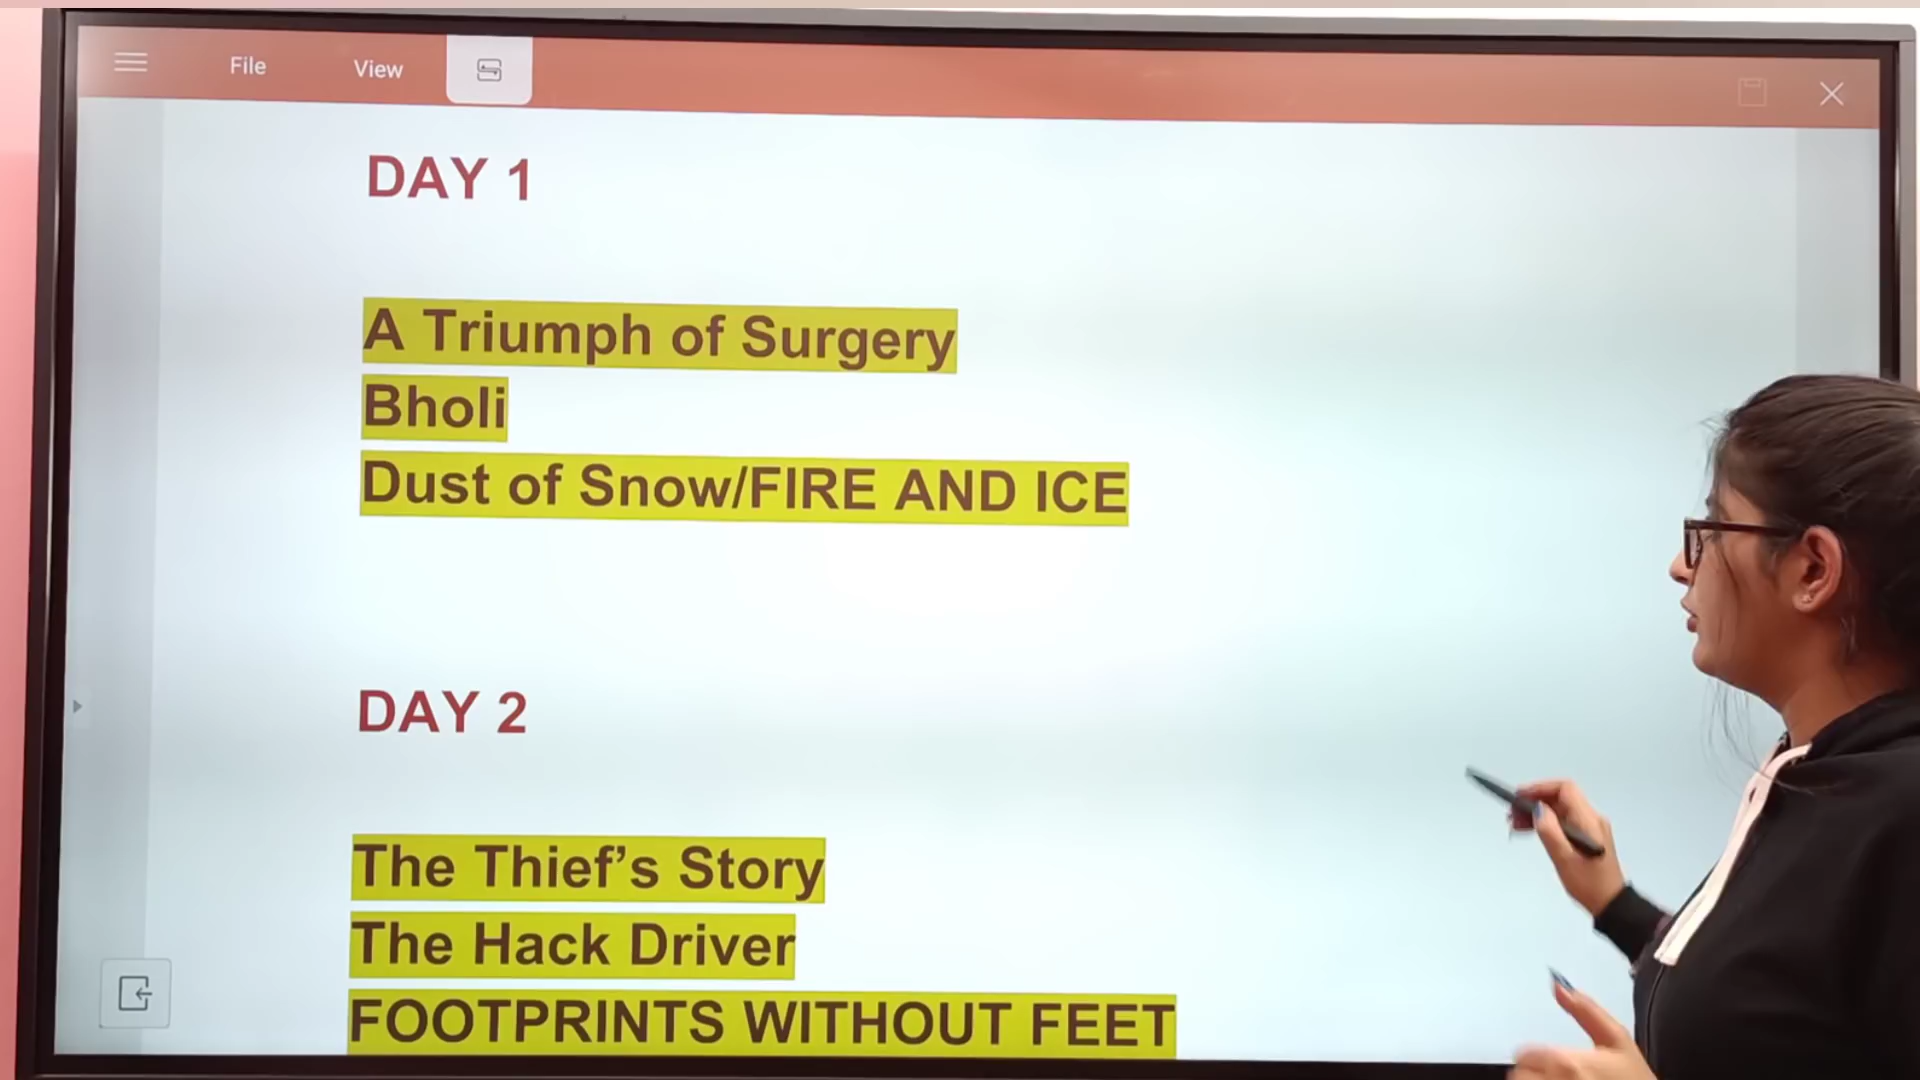 File View
DAY 1
A Triumph of Surgery
Bholi
Dust of Snow/FIRE AND ICE
DAY 2
The Thief’s Story
The Hack Driver
FOOTPRINTS WITHOUT FEET